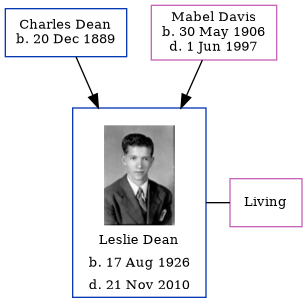 Charles Dean
b. 20 Dec 1889
Mabel Davis
b. 30 May 1906
d. 1 Jun 1997
Leslie Dean
b. 17 Aug 1926
d. 21 Nov 2010
Living